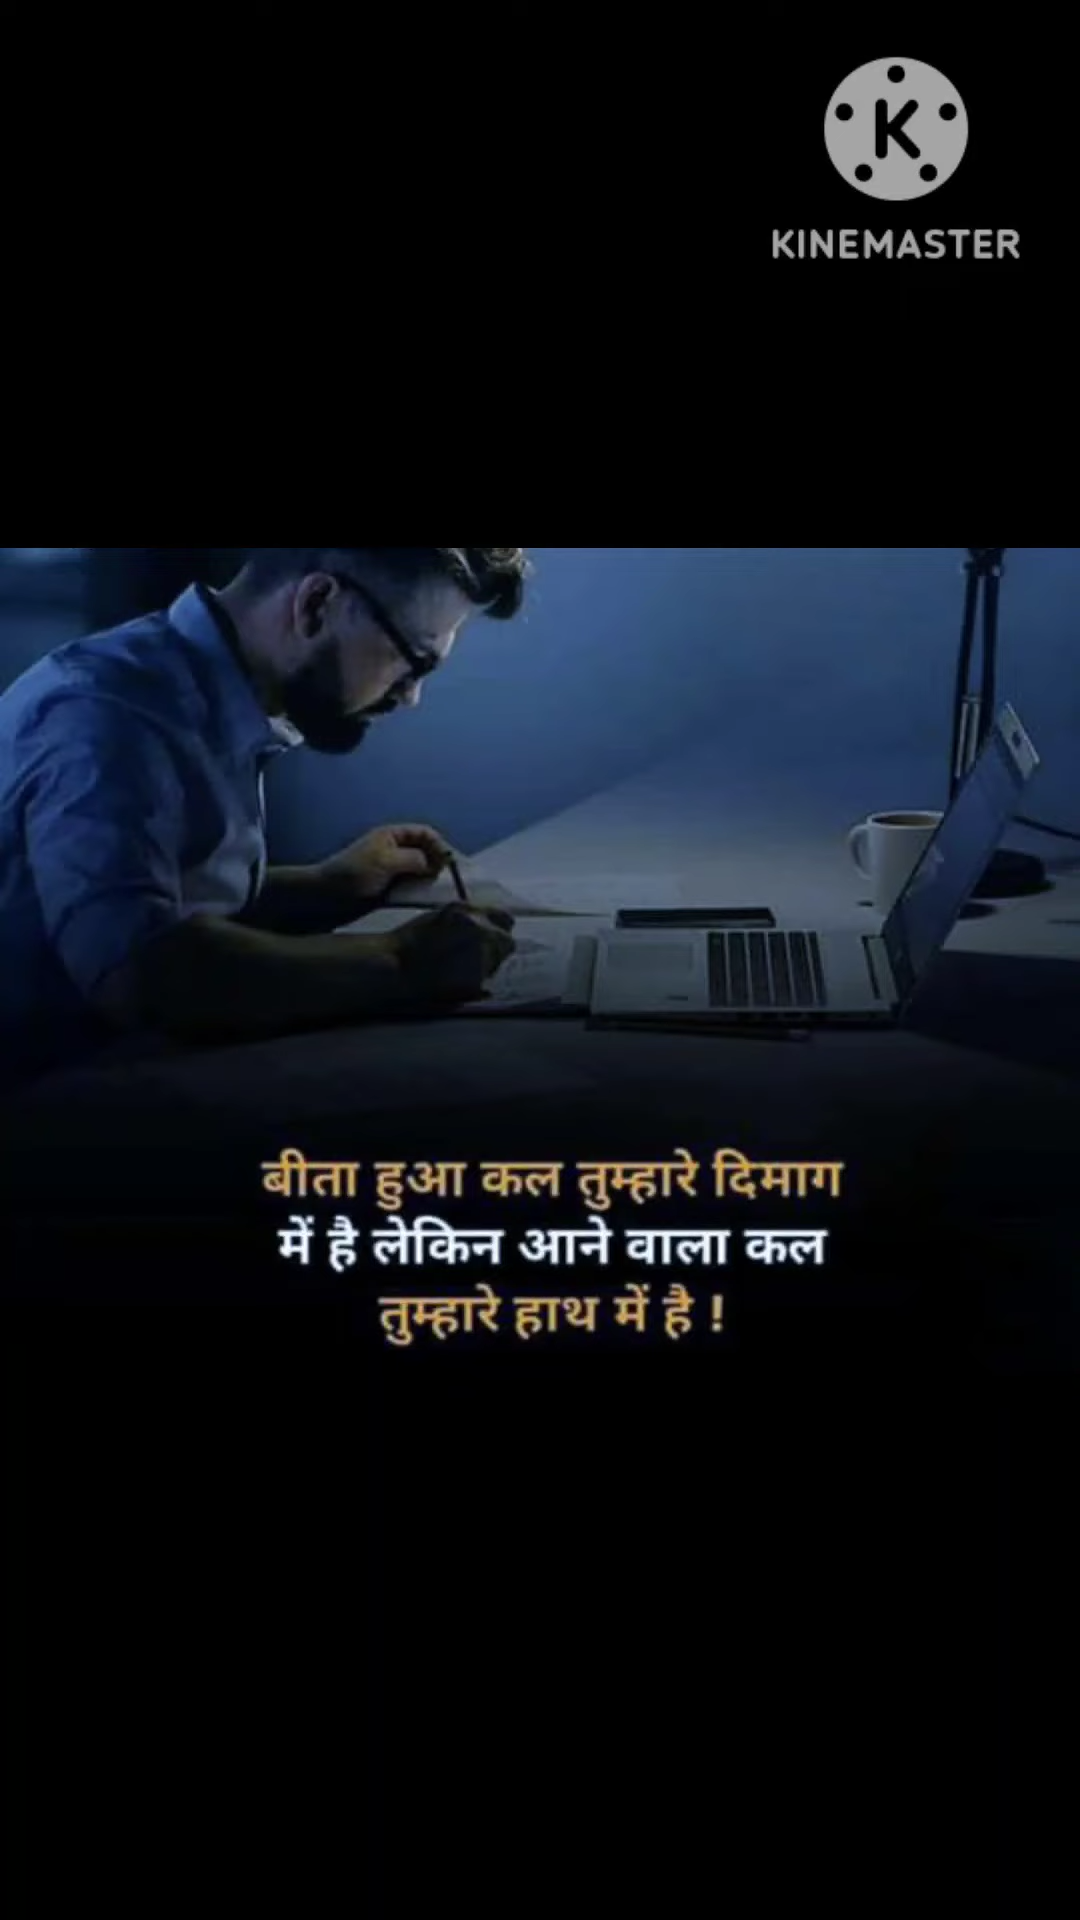 KINEMASTER
बीता हुआ कल तुम्हारे दिमाग
में है लेकिन आने वाला कल
तुम्हारे हाथ में है !